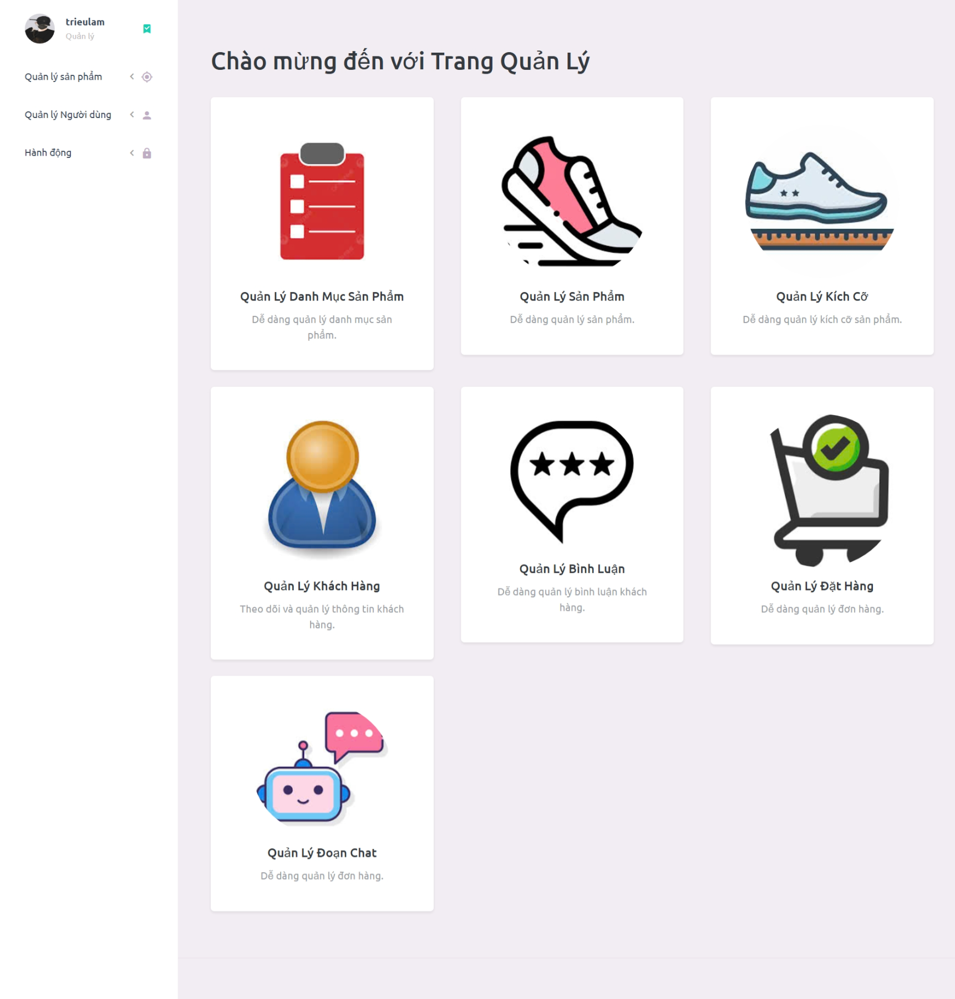 trieulam
Quản lý
Quản lý sản phẩm
Quản lý Người dùng
Hành động
Chào mừng đến với Trang Quản Lý
Quản Lý Danh Mục Sản Phẩm
Dễ dàng quản lý danh mục sản
phẩm.
Quản Lý Sản Phẩm
Dễ dàng quản lý sản phẩm.
Quản Lý Kích Cỡ
Dễ dàng quản lý kích cỡ sản phẩm.
Quản Lý Khách Hàng
Theo dõi và quản lý thông tin khách
hàng.
Quản Lý Bình Luận
Dễ dàng quản lý bình luận khách
hàng.
Quản Lý Đặt Hàng
Dễ dàng quản lý đơn hàng.
Quản Lý Đoạn Chat
Dễ dàng quản lý đơn hàng.